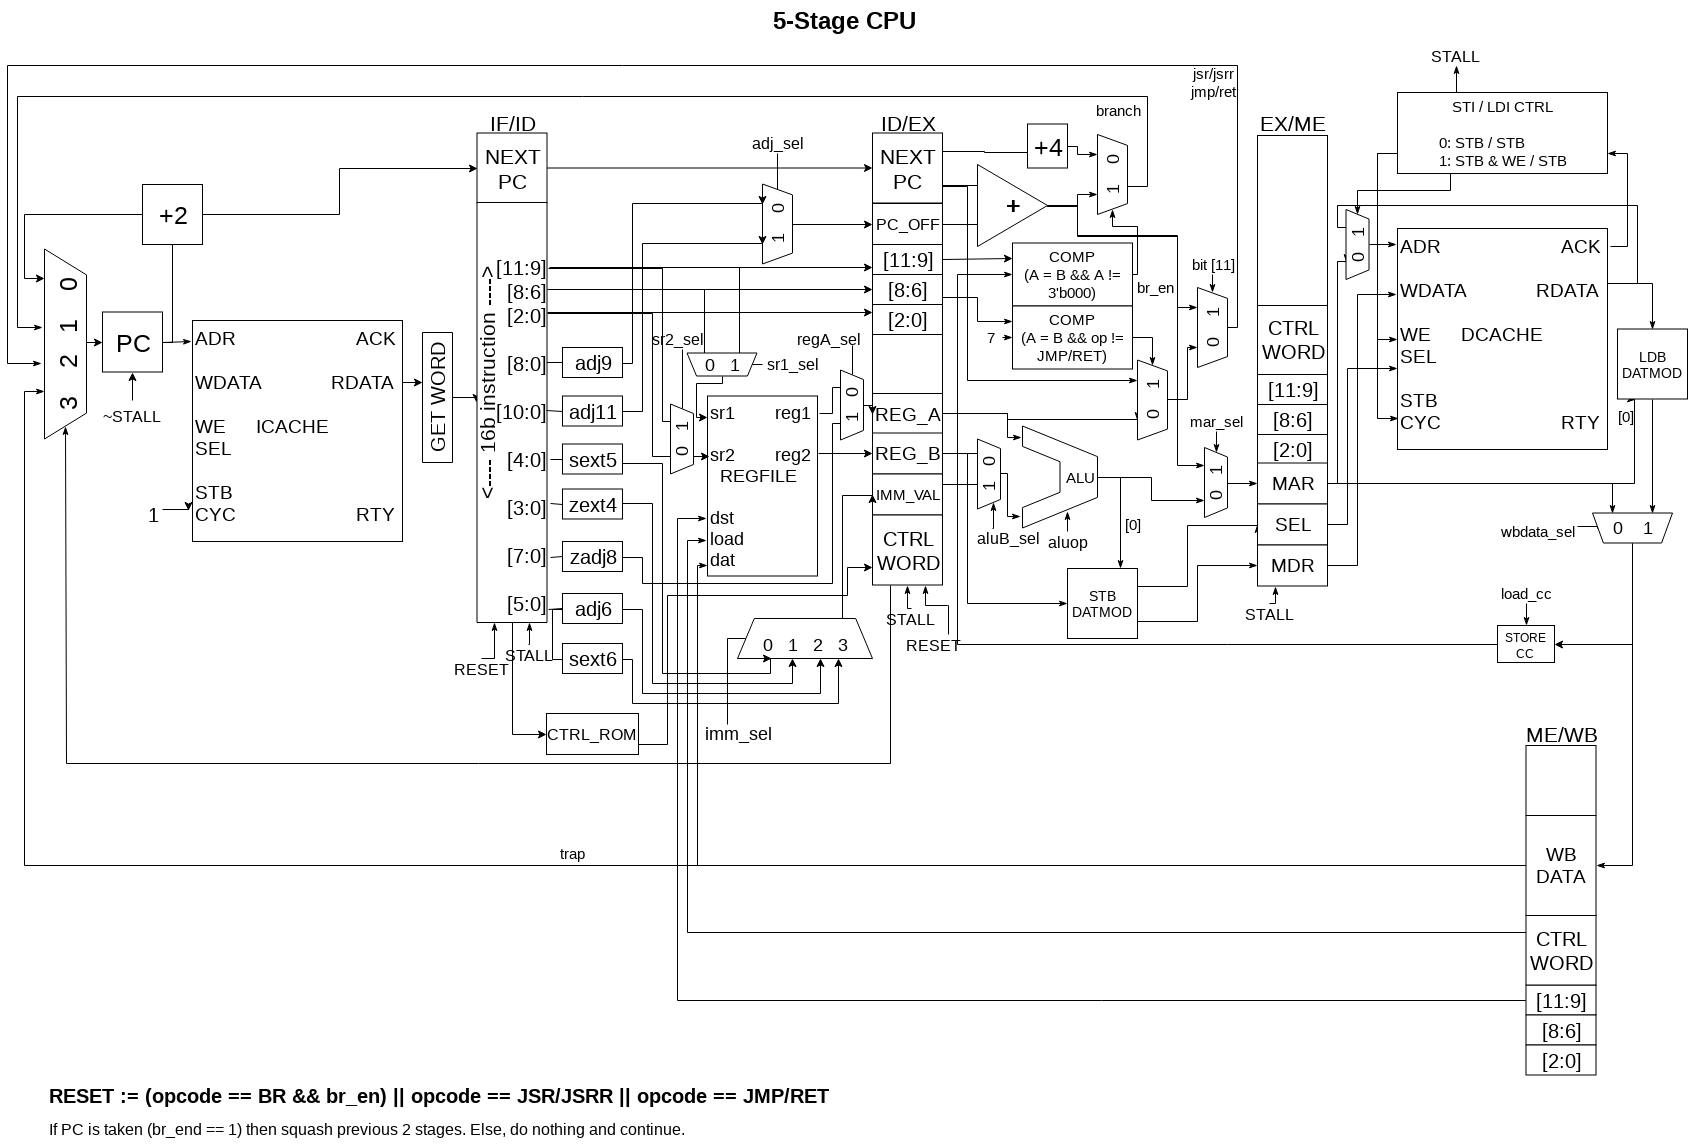 5-Stage CPU
+2
0
1
2
3
PC
~STALL
ADR
ACK
WDATA
RDATA
WE
ICACHE
SEL
STB
CYC
RTY
1
GET WORD
IF/ID
NEXT
PC
<---- 16b instruction ---->
[11:9]
[8:6]
[2:0]
[8:0]
[10:0]
[4:0]
[3:0]
[7:0]
[5:0]
RESET
STALL
adj9
adj11
sext5
zext4
zadj8
adj6
sext6
CTRL_ROM
adj_sel
0
1
sr2_sel
0 1
sr1_sel
1
0
regA_sel
0
1
sr1
reg1
sr2
reg2
REGFILE
dst
load
dat
0 1 2 3
imm_sel
ID/EX
NEXT
PC
PC_OFF
[11:9]
[8:6]
[2:0]
REG_A
REG_B
IMM_VAL
CTRL
WORD
STALL
RESET
+4
+
branch
0
1
jsr/jsrr
jmp/ret
COMP
(A = B && A !=
3'b000)
COMP
(A = B && op !=
JMP/RET)
7
br_en
bit [11]
1
0
1
0
0
1
aluB_sel
ALU
aluop
[0]
mar_sel
1
0
STB
DATMOD
EX/ME
CTRL
WORD
[11:9]
[8:6]
[2:0]
MAR
SEL
MDR
STALL
STALL
STI / LDI CTRL
0: STB / STB
1: STB & WE / STB
1
0
ADR
ACK
WDATA
RDATA
WE
DCACHE
SEL
STB
CYC
RTY
LDB
DATMOD
[0]
wbdata_sel
0 1
load_cc
STORE
CC
ME/WB
WB
DATA
CTRL
WORD
[11:9]
[8:6]
[2:0]
trap
RESET := (opcode == BR && br_en) || opcode == JSR/JSRR || opcode == JMP/RET
If PC is taken (br_end == 1) then squash previous 2 stages. Else, do nothing and continue.